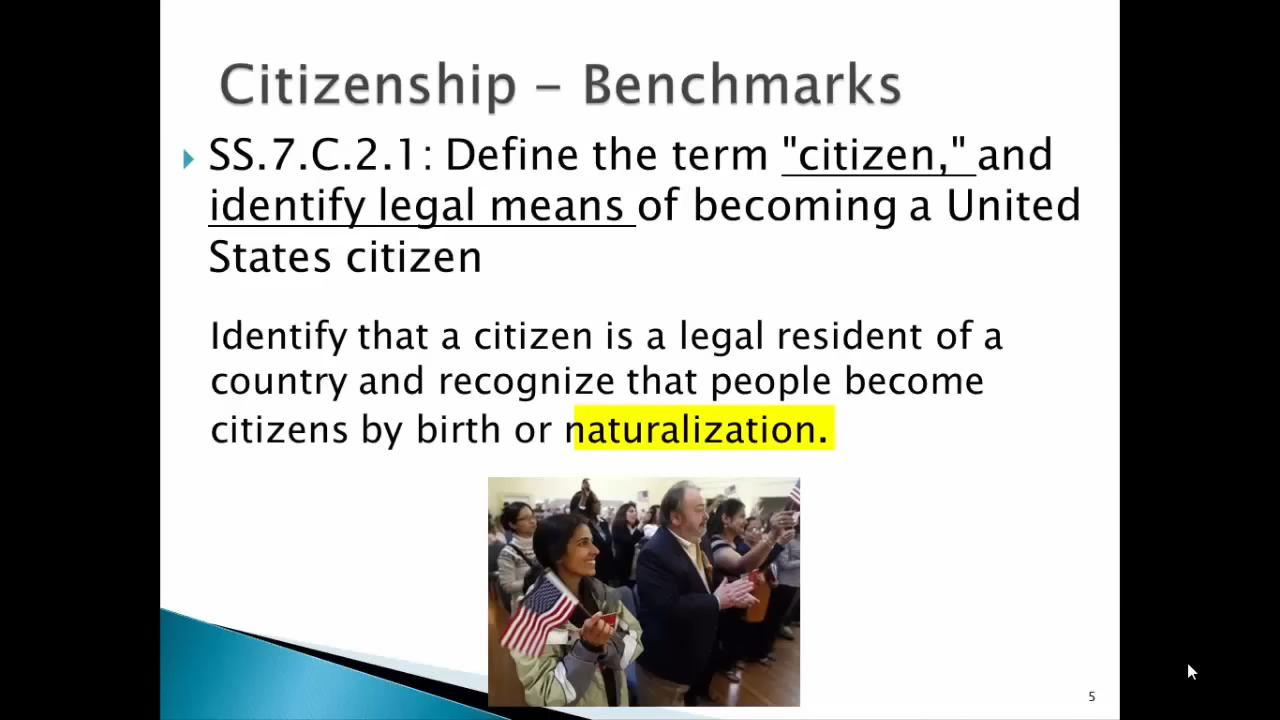 Citizenship – Benchmarks
SS.7.C.2.1: Define the term "citizen," and
identify legal means of becoming a United
States citizen
Identify that a citizen is a legal resident of a
country and recognize that people become
citizens by birth or naturalization.
5